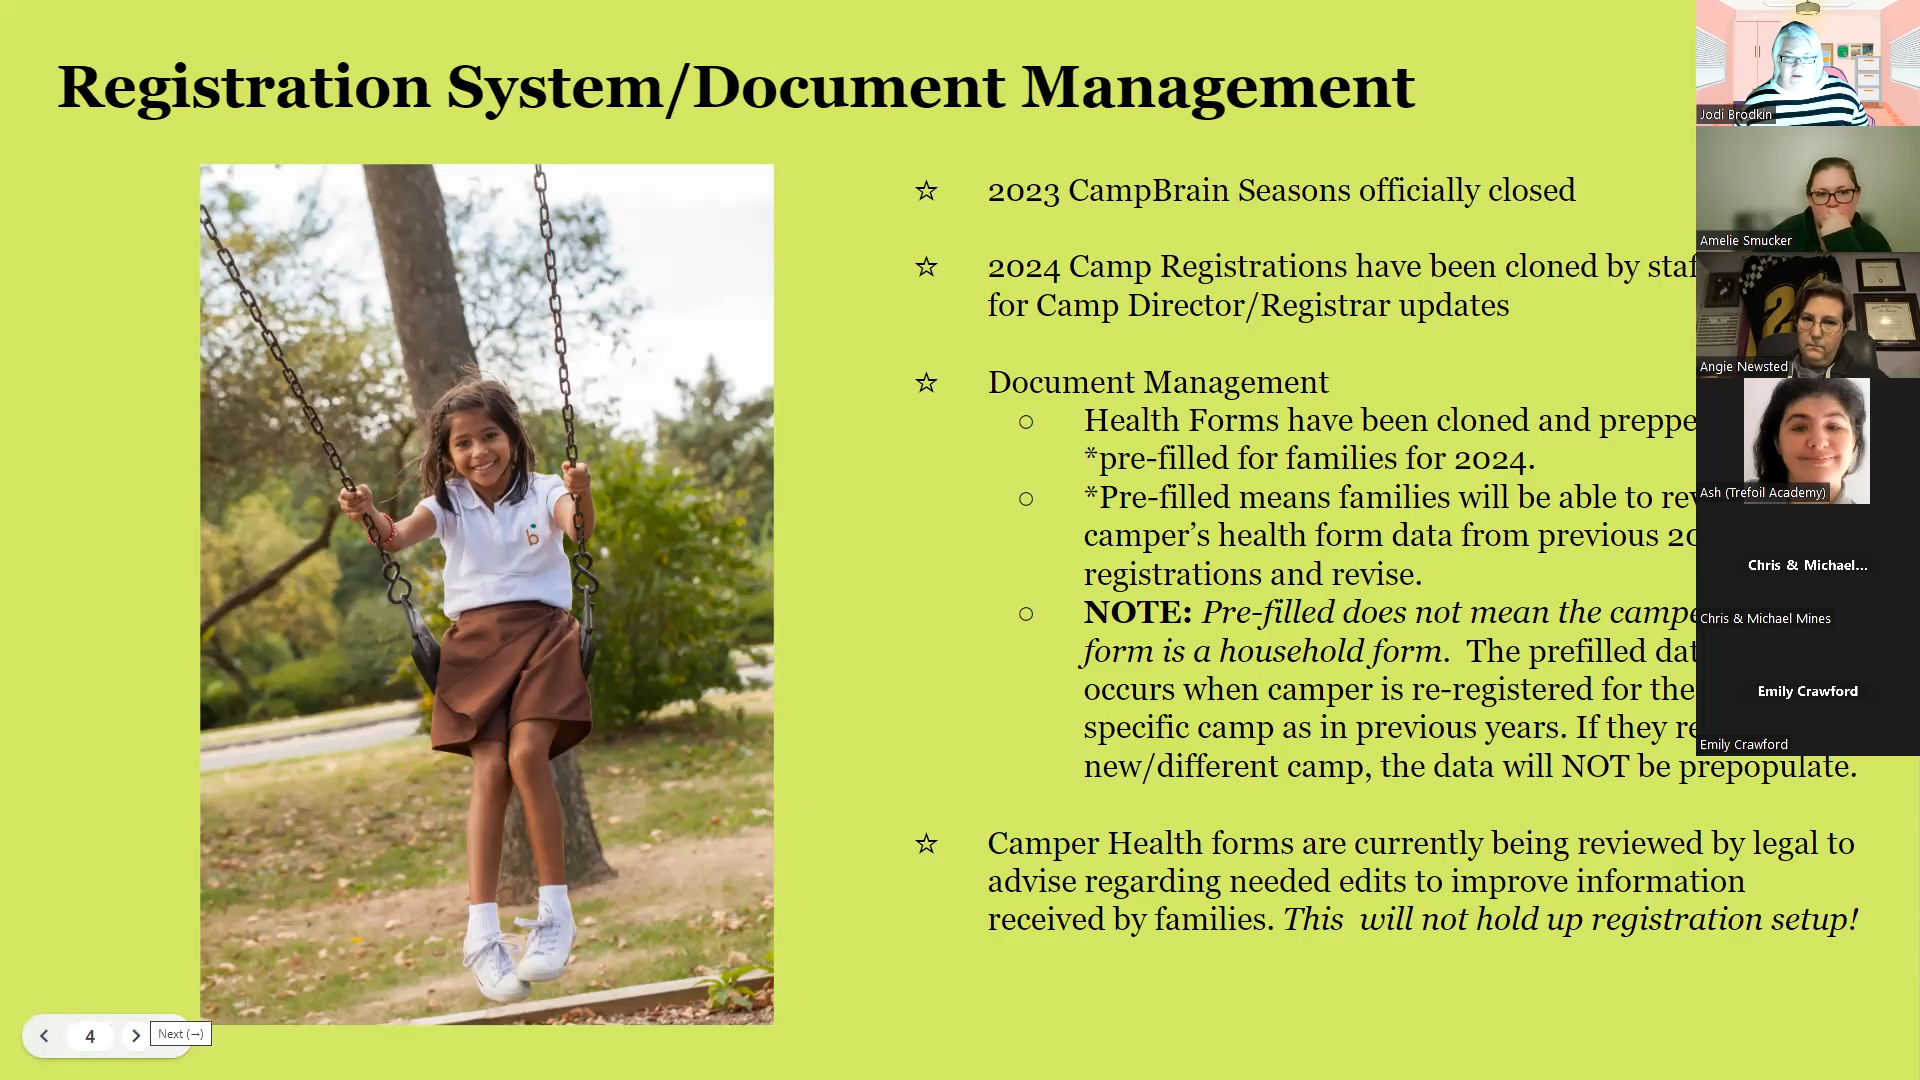 Registration System/Document Management
☆ 2023 CampBrain Seasons officially closed
☆ 2024 Camp Registrations have been cloned by
for Camp Director/Registrar updates
☆ Document Management
○ Health Forms have been cloned and
*pre-filled for families for 2024.
○ *Pre-filled means families will be able to
camper's health form data from previous
registrations and revise.
○ NOTE: Pre-filled does not mean the
form is a household form. The prefilled
occurs when camper is re-registered for the
specific camp as in previous years. If they
new/different camp, the data will NOT be prepopulate.
☆ Camper Health forms are currently being reviewed by legal to
advise regarding needed edits to improve information
received by families. This will not hold up registration setup!
Jodi Brodkin
Amelie Smucker
Angie Newsted
Ash (Trefoil Academy)
Chris & Michael...
Chris & Michael Mines
Emily Crawford
Emily Crawford
b
2
4
Next (→)